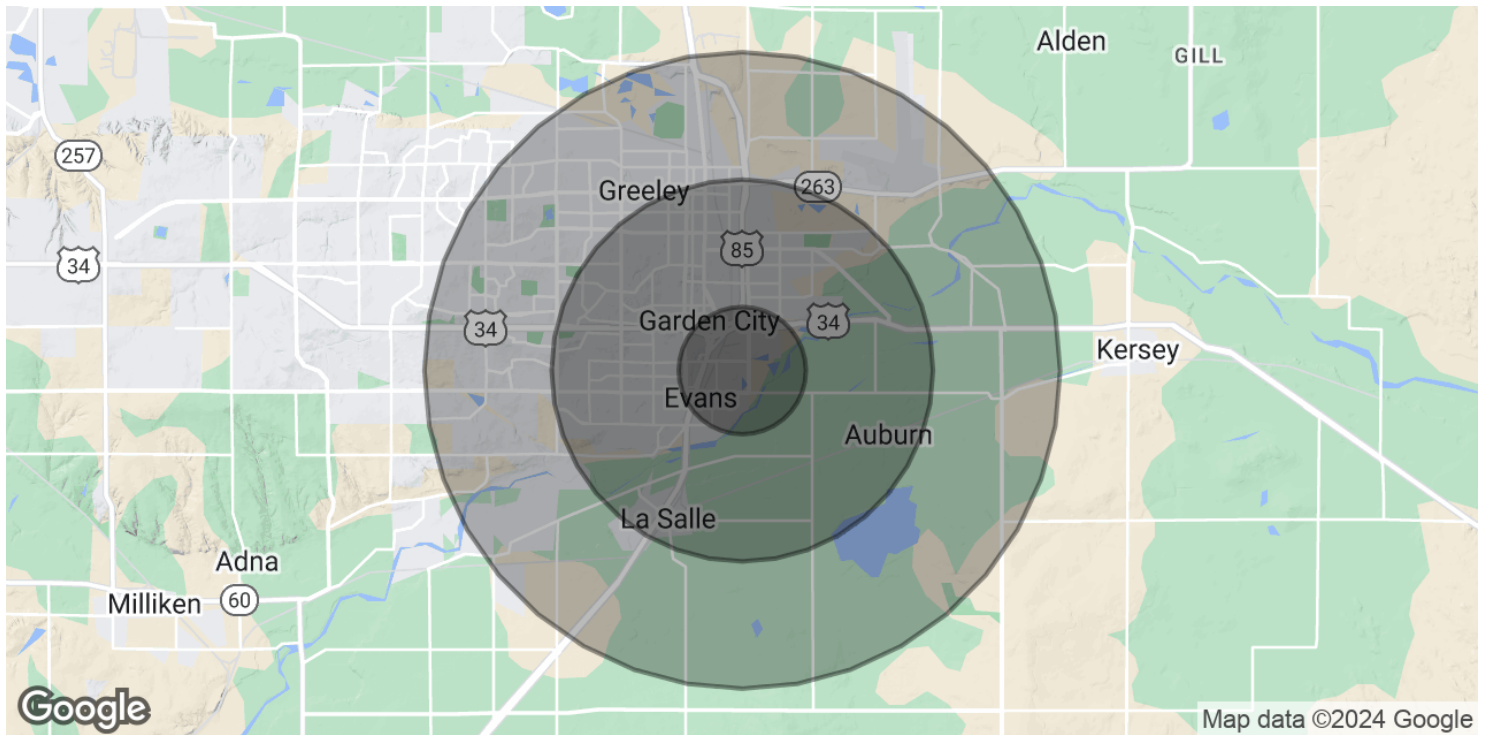 Alden
GILL
257
Greeley
263
85
34
34
Garden City
34
Kersey
Evans
Auburn
La Salle
Adna
Milliken
60
Google
Map data ©2024 Google